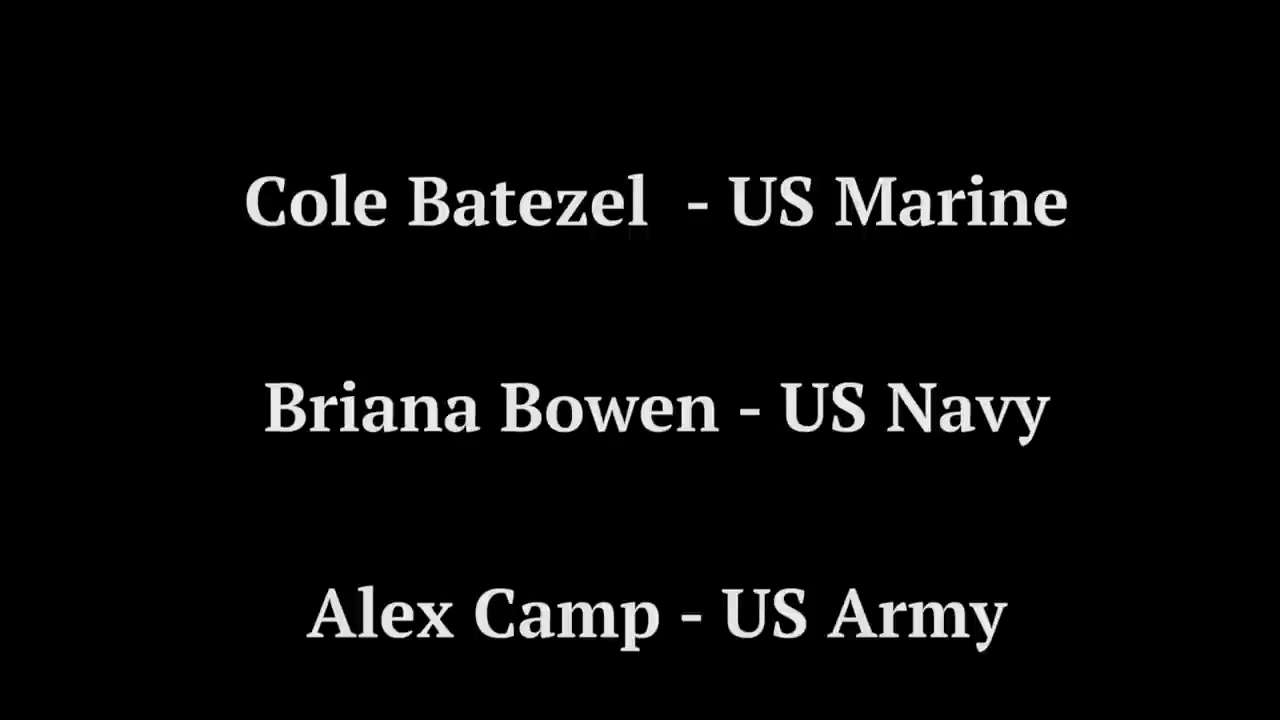 Cole Batezel  - US Marine
Briana Bowen - US Navy
Alex Camp - US Army